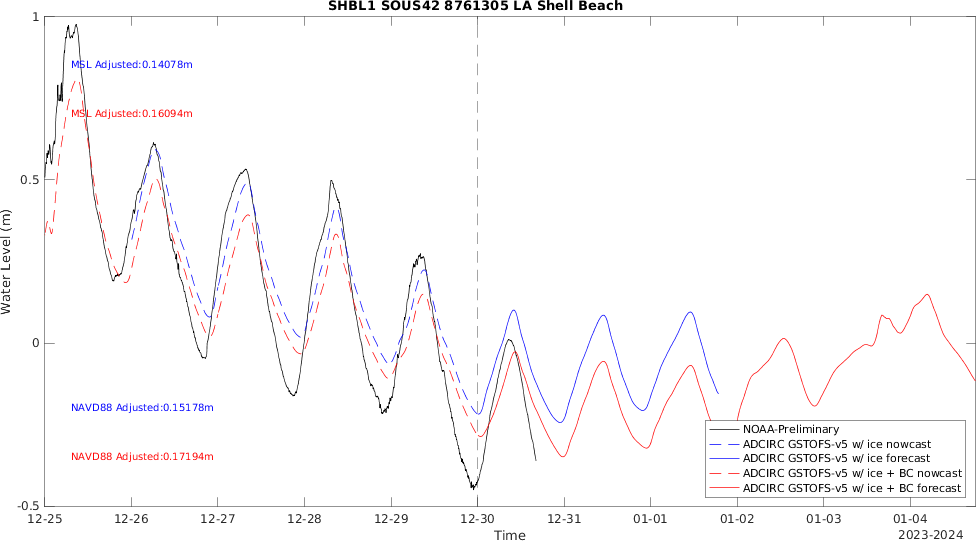 SHBL1 SOUS42 8761305 LA Shell Beach
1
MSL Adjusted:0.14078m
MSL Adjusted:0.16094m
0.5
Water Level (m)
0
NAVD88 Adjusted:0.15178m
NAVD88 Adjusted:0.17194m
NOAA-Preliminary
ADCIRC GSTOFS-v5 w/ ice nowcast
ADCIRC GSTOFS-v5 w/ ice forecast
ADCIRC GSTOFS-v5 w/ ice + BC nowcast
ADCIRC GSTOFS-v5 w/ ice + BC forecast
-0.5
12-25 12-26 12-27 12-28 12-29 12-30 12-31 01-01 01-02 01-03 01-04
Time
2023-2024